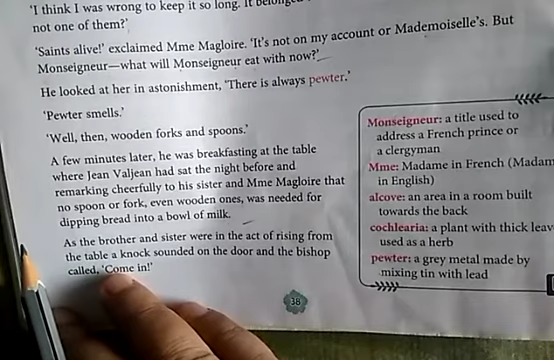 'I think I was wrong to keep it so long. It belonged
not one of them?'
'Saints alive!' exclaimed Mme Magloire. 'It's not on my account or Mademoiselle's. But
Monseigneur—what will Monseigneur eat with now?'
He looked at her in astonishment, 'There is always pewter.'
'Pewter smells.'
'Well, then, wooden forks and spoons.'
A few minutes later, he was breakfasting at the table
where Jean Valjean had sat the night before and
remarking cheerfully to his sister and Mme Magloire that
no spoon or fork, even wooden ones, was needed for
dipping bread into a bowl of milk.
As the brother and sister were in the act of rising from
the table a knock sounded on the door and the bishop
called, 'Come in!'
Monseigneur: a title used to
address a French prince or
a clergyman
Mme: Madame in French (Madam
in English)
alcove: an area in a room built
towards the back
cochlearia: a plant with thick leav
used as a herb
pewter: a grey metal made by
mixing tin with lead
38